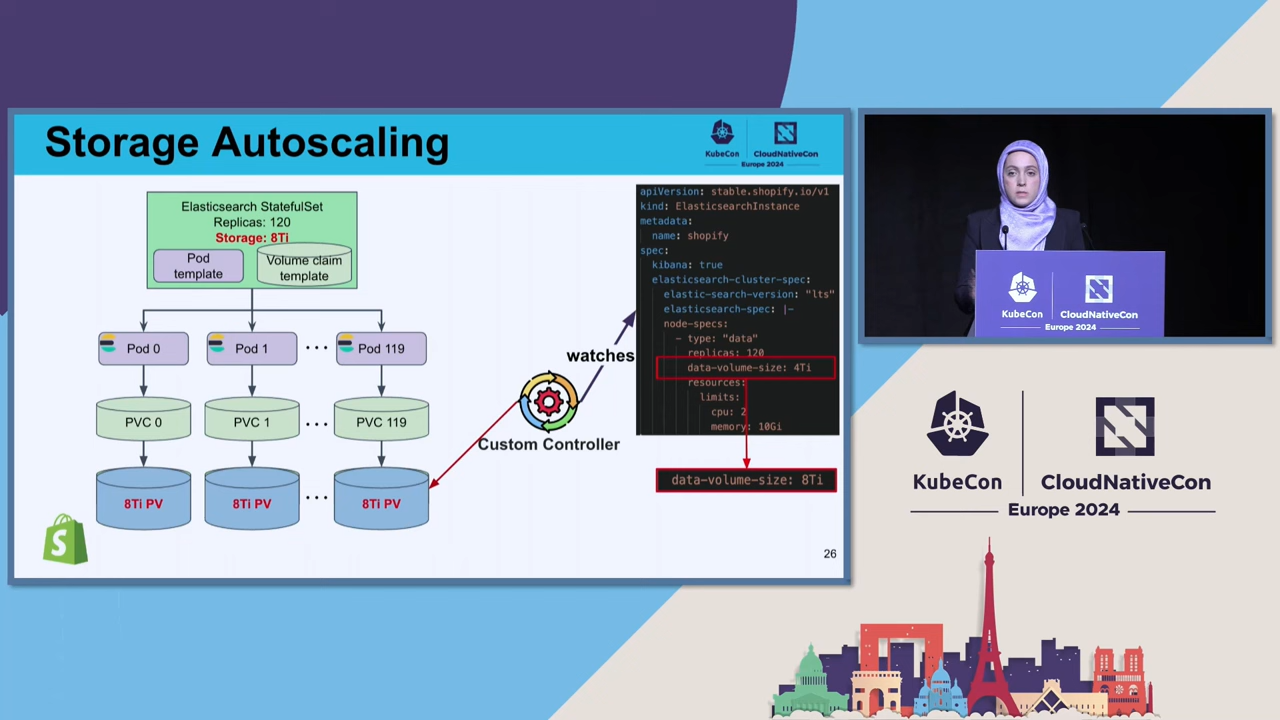 Storage Autoscaling
KubeCon
CloudNativeCon
Europe 2024
Elasticsearch StatefulSet
Replicas: 120
Storage: 8Ti
Pod
template
Volume claim
template
Pod 0
Pod 1
...
Pod 119
PVC 0
PVC 1
...
PVC 119
8Ti PV
8Ti PV
...
8Ti PV
watches
Custom Controller
apiVersion: stable.shopify.io/v1
kind: ElasticsearchInstance
metadata:
name: shopify
spec:
kibana: true
elasticsearch-cluster-spec:
elastic-search-version: "lts"
elasticsearch-spec: |-
node-specs:
- type: "data"
replicas: 120
data-volume-size: 4Ti
resources:
limits:
cpu: 2
memory: 10Gi
data-volume-size: 8Ti
S
26
KubeCon
CloudNativeCon
Europe 2024
KubeCon
CloudNativeCon
Europe 2024